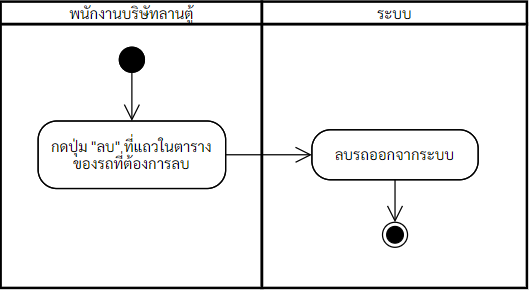 พนักงานบริษัทลานตู้
ระบบ
กดปุ่ม "ลบ" ที่แถวในตาราง
ของรถที่ต้องการลบ
ลบรถออกจากระบบ